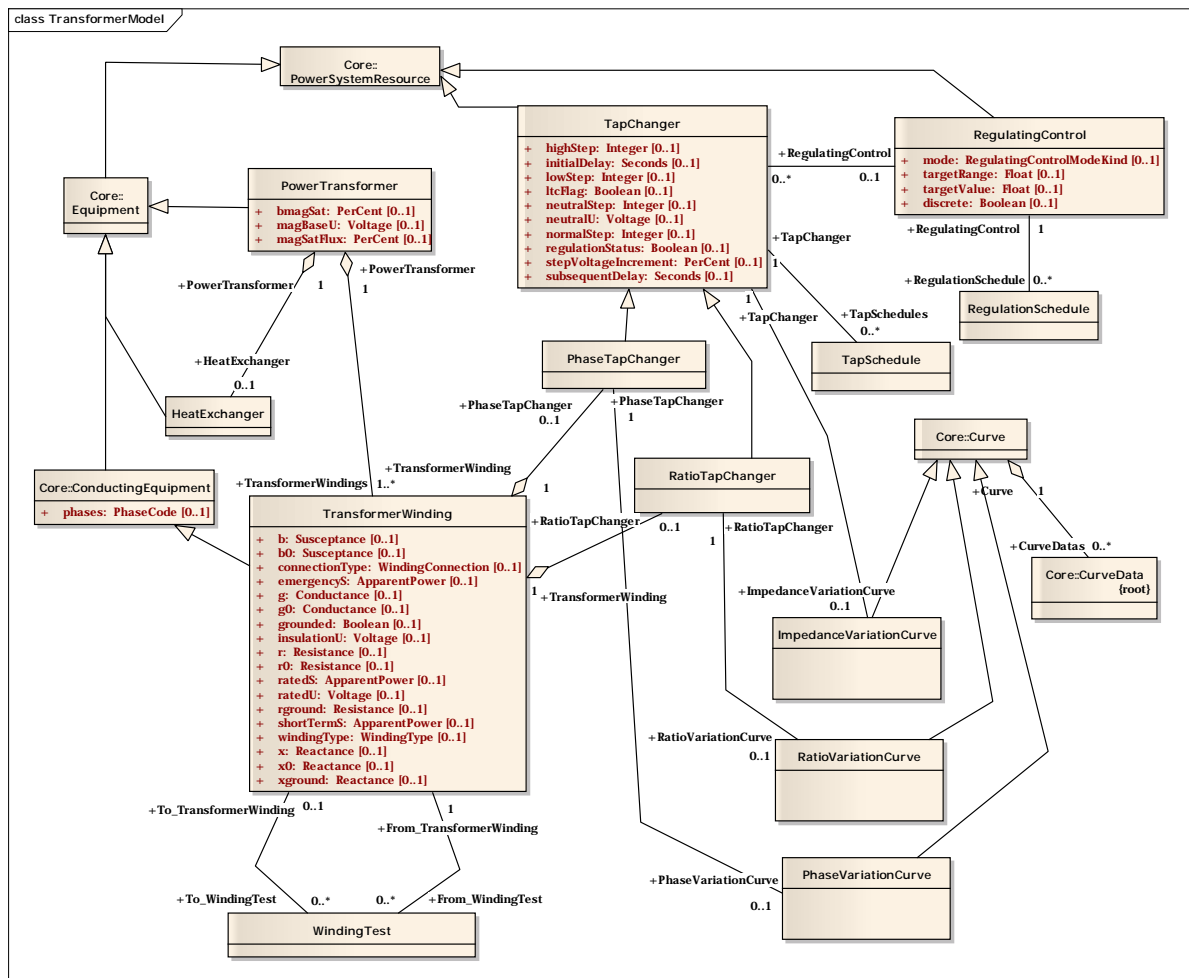 class TransformerModel
Core::
PowerSystemResource
TapChanger
+ highStep: Integer [0..1]
+ initialDelay: Seconds [0..1]
+ lowStep: Integer [0..1]
+ ltcFlag: Boolean [0..1]
+ neutralStep: Integer [0..1]
+ neutralU: Voltage [0..1]
+ normalStep: Integer [0..1]
+ regulationStatus: Boolean [0..1]
+ stepVoltageIncrement: PerCent [0..1]
+ subsequentDelay: Seconds [0..1]
+RegulatingControl
0..*
0..1
RegulatingControl
+ mode: RegulatingControlModeKind [0..1]
+ targetRange: Float [0..1]
+ targetValue: Float [0..1]
+ discrete: Boolean [0..1]
+RegulatingControl
1
+RegulationSchedule
0..*
RegulationSchedule
Core::
Equipment
PowerTransformer
+ bmagSat: PerCent [0..1]
+ magBaseU: Voltage [0..1]
+ magSatFlux: PerCent [0..1]
+PowerTransformer
1
+PowerTransformer
1
+TapChanger
1
+TapSchedules
0..*
TapSchedule
1
+TapChanger
+HeatExchanger
0..1
HeatExchanger
PhaseTapChanger
+PhaseTapChanger
0..1
+PhaseTapChanger
1
Core::Curve
+Curve
1
+CurveDatas
0..*
Core::CurveData
{root}
Core::ConductingEquipment
+ phases: PhaseCode [0..1]
+TransformerWindings
1..*
+TransformerWinding
1
RatioTapChanger
+RatioTapChanger
0..1
+RatioTapChanger
1
1
+TransformerWinding
TransformerWinding
+ b: Susceptance [0..1]
+ b0: Susceptance [0..1]
+ connectionType: WindingConnection [0..1]
+ emergencyS: ApparentPower [0..1]
+ g: Conductance [0..1]
+ g0: Conductance [0..1]
+ grounded: Boolean [0..1]
+ insulationU: Voltage [0..1]
+ r: Resistance [0..1]
+ r0: Resistance [0..1]
+ ratedS: ApparentPower [0..1]
+ ratedU: Voltage [0..1]
+ rground: Resistance [0..1]
+ shortTermS: ApparentPower [0..1]
+ windingType: WindingType [0..1]
+ x: Reactance [0..1]
+ x0: Reactance [0..1]
+ xground: Reactance [0..1]
+ImpedanceVariationCurve
0..1
ImpedanceVariationCurve
+RatioVariationCurve
0..1
RatioVariationCurve
+PhaseVariationCurve
0..1
PhaseVariationCurve
+To_TransformerWinding
0..1
1
+From_TransformerWinding
+To_WindingTest
0..*
0..*
+From_WindingTest
WindingTest